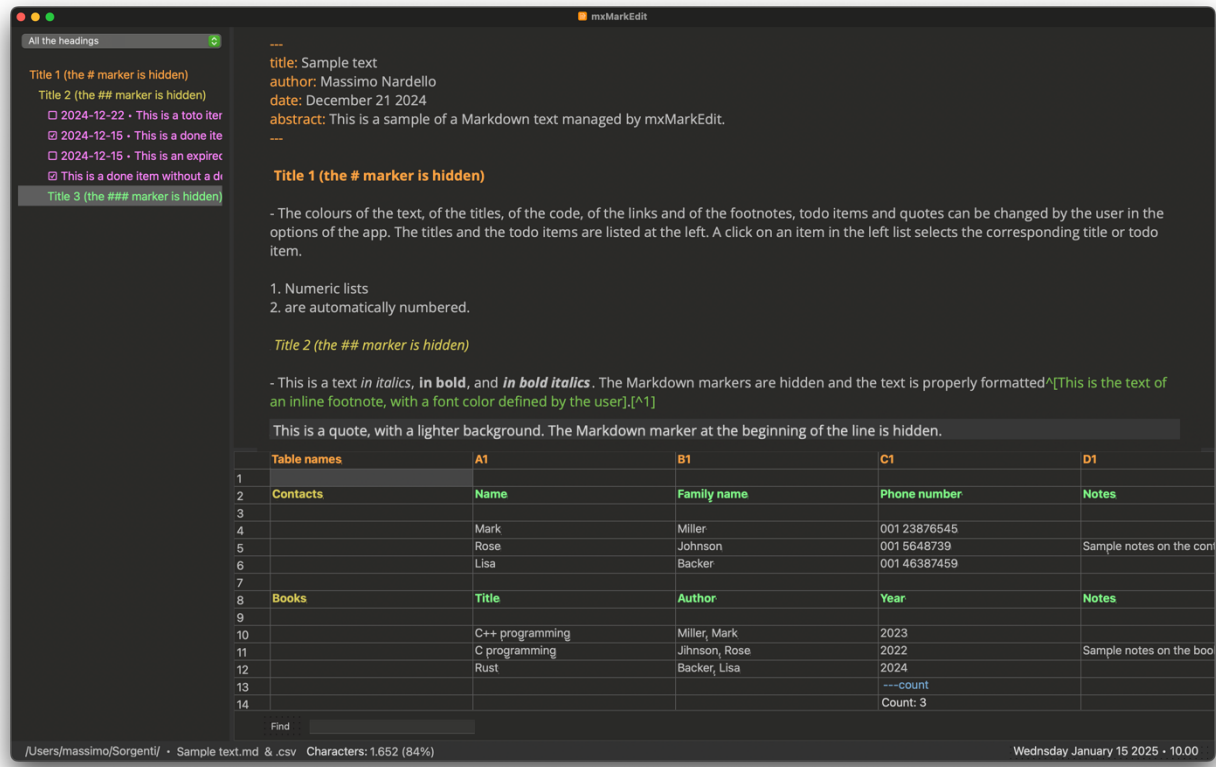 mxMarkEdit
All the headings
Title 1 (the # marker is hidden)
Title 2 (the ## marker is hidden)
2024-12-22 • This is a toto iter
2024-12-15 • This is a done ite
2024-12-15 • This is an expired
This is a done item without a de
Title 3 (the ### marker is hidden)
---
title: Sample text
author: Massimo Nardello
date: December 21 2024
abstract: This is a sample of a Markdown text managed by mxMarkEdit.
---
Title 1 (the # marker is hidden)
- The colours of the text, of the titles, of the code, of the links and of the footnotes, todo items and quotes can be changed by the user in the
options of the app. The titles and the todo items are listed at the left. A click on an item in the left list selects the corresponding title or todo
item.
1. Numeric lists
2. are automatically numbered.
Title 2 (the ## marker is hidden)
- This is a text in italics, in bold, and in bold italics. The Markdown markers are hidden and the text is properly formatted^[This is the text of
an inline footnote, with a font color defined by the user].[^1]
This is a quote, with a lighter background. The Markdown marker at the beginning of the line is hidden.
Table names A1 B1 C1 D1
1
2 Contacts Name Family name Phone number Notes
3
4 Mark Miller 001 23876545
5 Rose Johnson 001 5648739 Sample notes on the cont
6 Lisa Backer 001 46387459
7
8 Books Title Author Year Notes
9
10 C++ programming Miller, Mark 2023
11 C programming Jihnson, Rose 2022 Sample notes on the bool
12 Rust Backer, Lisa 2024
13 ---count
14 Count: 3
Find
/Users/massimo/Sorgenti/ • Sample text.md & .csv Characters: 1.652 (84%)
Wednsday January 15 2025 • 10.00